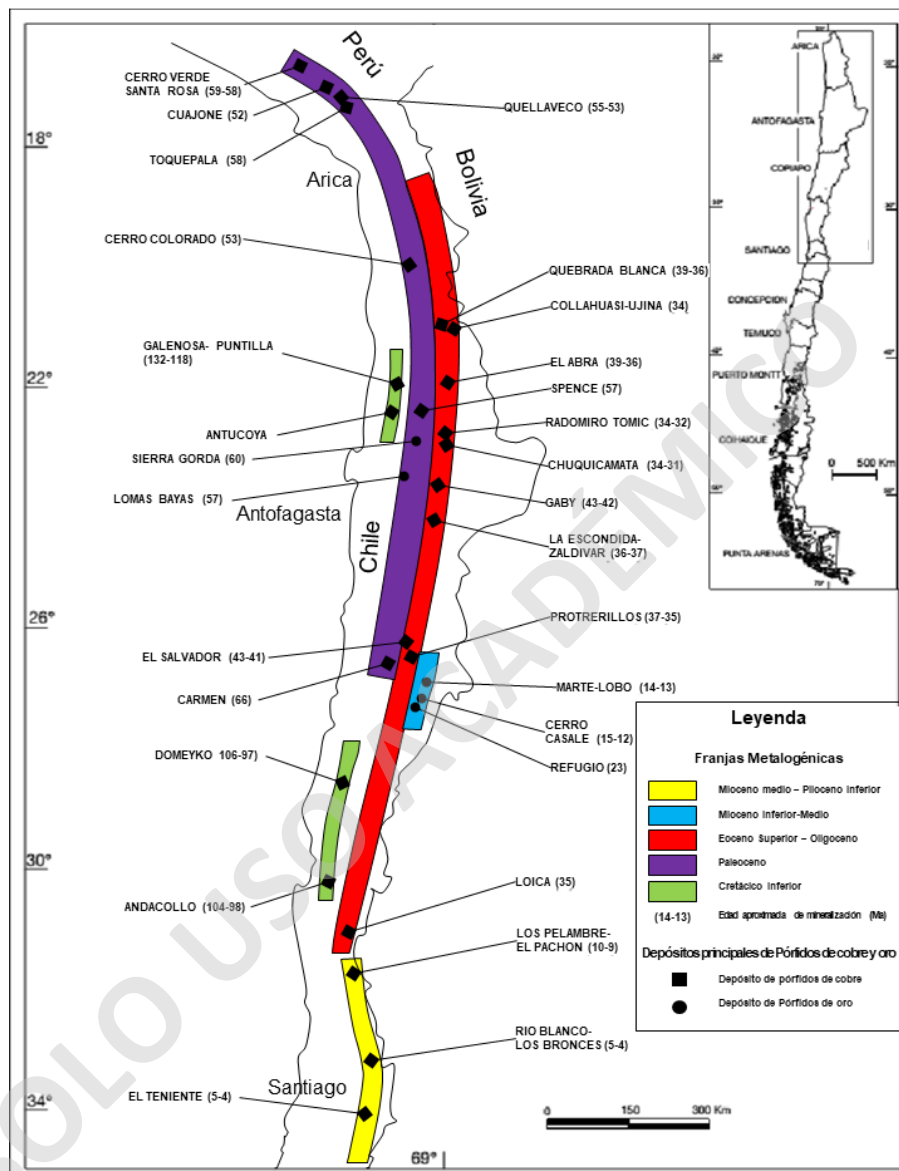 Perú
CERRO VERDE
SANTA ROSA (59-58)
CUAJONE (52)
QUELLAVECO (55-53)
18°
TOQUEPALA (58)
Arica
Bolivia
CERRO COLORADO (53)
QUEBRADA BLANCA (39-36)
COLLAHUASI-UJINA (34)
GALENOSA- PUNTILLA
(132-118)
22°
EL ABRA (39-36)
SPENCE (57)
ANTUCOYA
RADOMIRO TOMIC (34-32)
SIERRA GORDA (60)
CHUQUICAMATA (34-31)
LOMAS BAYAS (57)
GABY (43-42)
Antofagasta
Chile
LA ESCONDIDA-
ZALDIVAR (36-37)
26°
PROTRERILLOS (37-35)
EL SALVADOR (43-41)
CARMEN (66)
MARTE-LOBO (14-13)
CERRO
CASALE (15-12)
REFUGIO (23)
DOMEYKO 106-97)
30°
ANDACOLLO (104-98)
LOICA (35)
LOS PELAMBRE-
EL PACHON (10-9)
RIO BLANCO-
LOS BRONCES (5-4)
Santiago
EL TENIENTE (5-4)
34°
69°
0 150 300 Km
ARICA
ANTOFAGASTA
COPIAPO
SANTIAGO
CONCEPCION
TEMUCO
PUERTO MONTT
COIHAIQUE
PUNTA ARENAS
0 500 Km
70°
Leyenda
Franjas Metalogénicas
Mioceno medio – Plioceno Inferior
Mioceno Inferior-Medio
Eoceno Superior – Oligoceno
Paleoceno
Cretácico Inferior
(14-13) Edad aproximada de mineralización (Ma)
Depósitos principales de Pórfidos de cobre y oro
Depósito de pórfidos de cobre
Depósito de Pórfidos de oro
SOLO USO ACADÉMICO